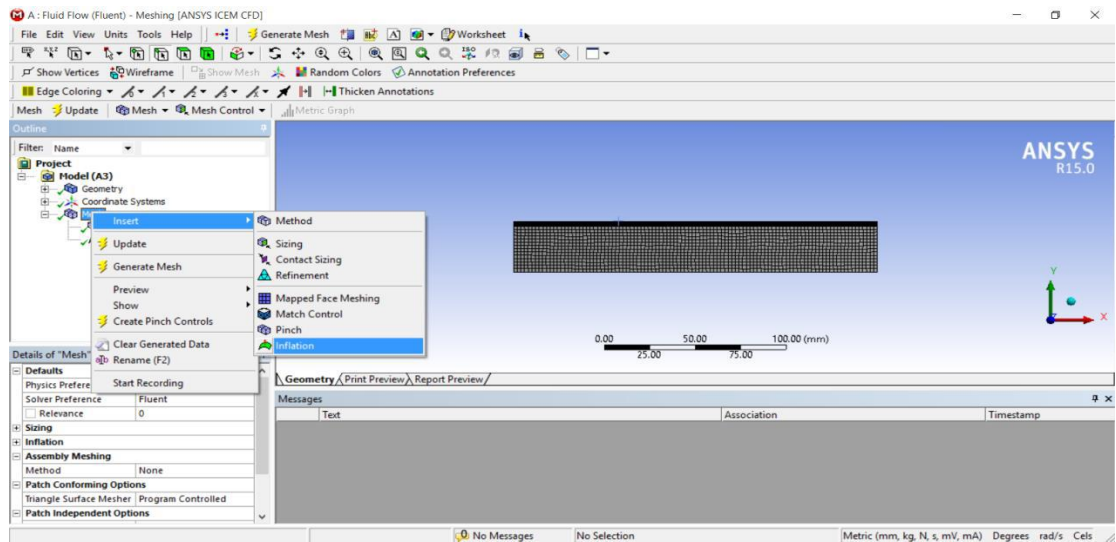 A : Fluid Flow (Fluent) - Meshing [ANSYS ICEM CFD]
File Edit View Units Tools Help Generate Mesh Worksheet
Show Vertices Wireframe Show Mesh Random Colors Annotation Preferences
Edge Coloring Thicken Annotations
Mesh Update Mesh Mesh Control Metric Graph
Outline
Filter: Name
Project
Model (A3)
Geometry
Coordinate Systems
Insert
Update
Generate Mesh
Preview
Show
Create Pinch Controls
Clear Generated Data
Rename (F2)
Start Recording
Method
Sizing
Contact Sizing
Refinement
Mapped Face Meshing
Match Control
Pinch
Inflation
ANSYS
R15.0
Y
X
0.00 50.00 100.00 (mm)
25.00 75.00
Geometry Print Preview Report Preview
Details of "Mesh"
Defaults
Physics Prefere
Solver Preference Fluent
Relevance 0
Sizing
Inflation
Assembly Meshing
Method None
Patch Conforming Options
Triangle Surface Mesher Program Controlled
Patch Independent Options
Messages
Text Association Timestamp
0 No Messages No Selection Metric (mm, kg, N, s, mV, mA) Degrees rad/s Cels